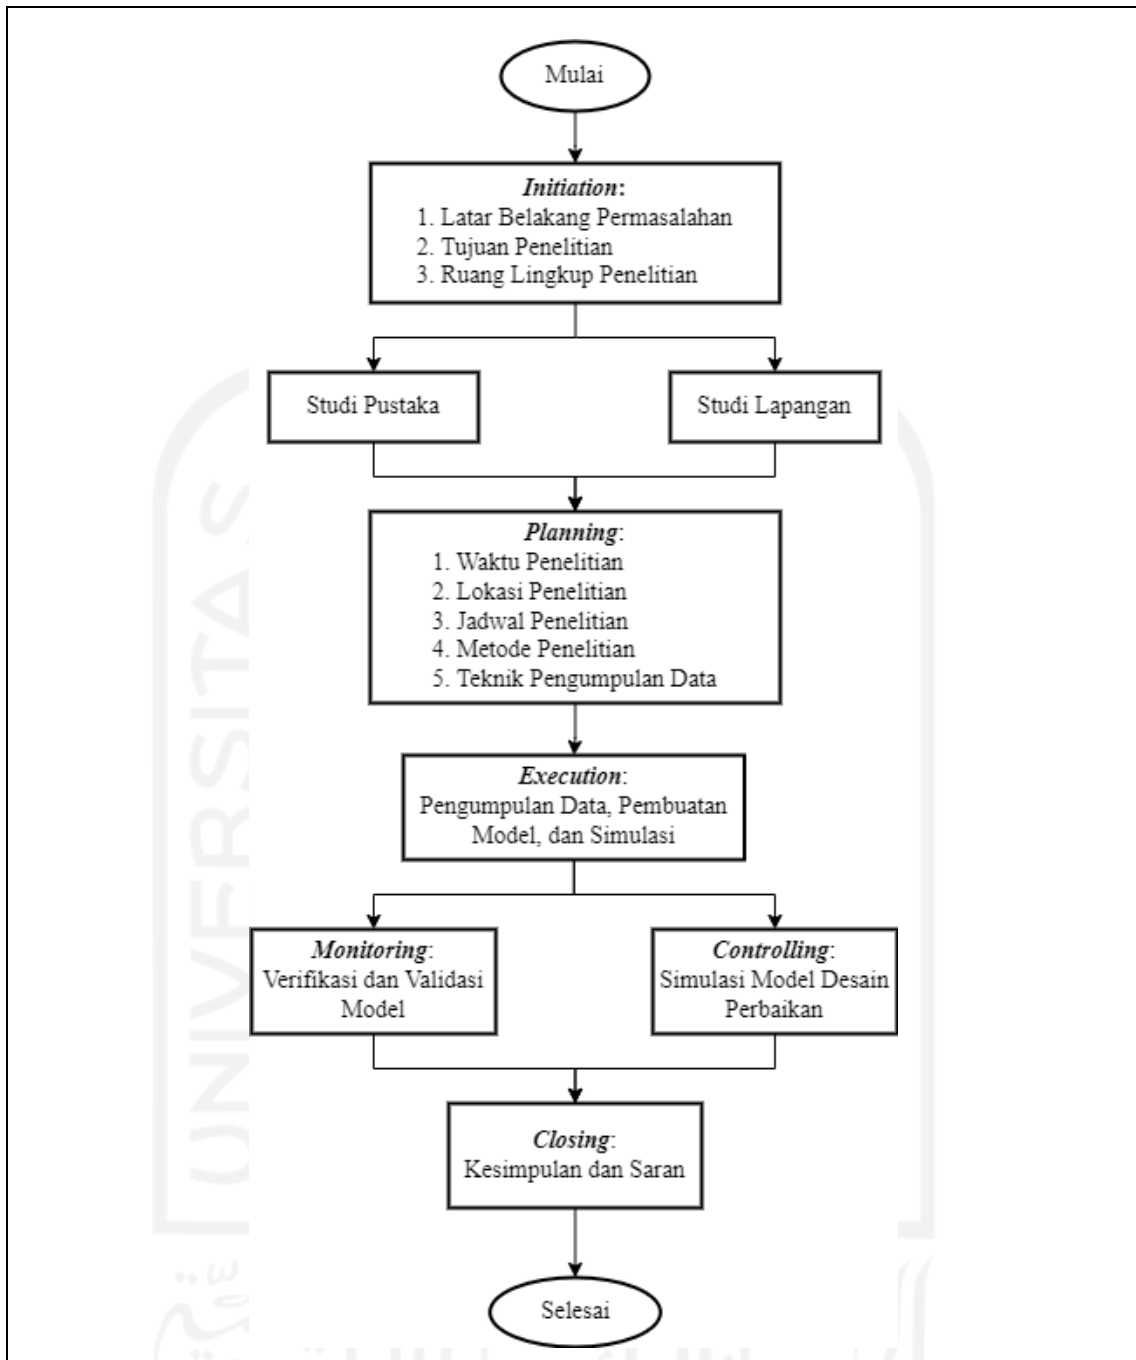 Mulai
Initiation:
1. Latar Belakang Permasalahan
2. Tujuan Penelitian
3. Ruang Lingkup Penelitian
Studi Pustaka
Studi Lapangan
Planning:
1. Waktu Penelitian
2. Lokasi Penelitian
3. Jadwal Penelitian
4. Metode Penelitian
5. Teknik Pengumpulan Data
Execution:
Pengumpulan Data, Pembuatan
Model, dan Simulasi
Monitoring:
Verifikasi dan Validasi
Model
Controlling:
Simulasi Model Desain
Perbaikan
Closing:
Kesimpulan dan Saran
Selesai
UNIVERSITAS